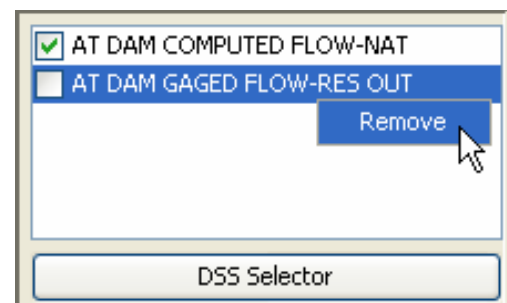 AT DAM COMPUTED FLOW-NAT
AT DAM GAGED FLOW-RES OUT
Remove
DSS Selector